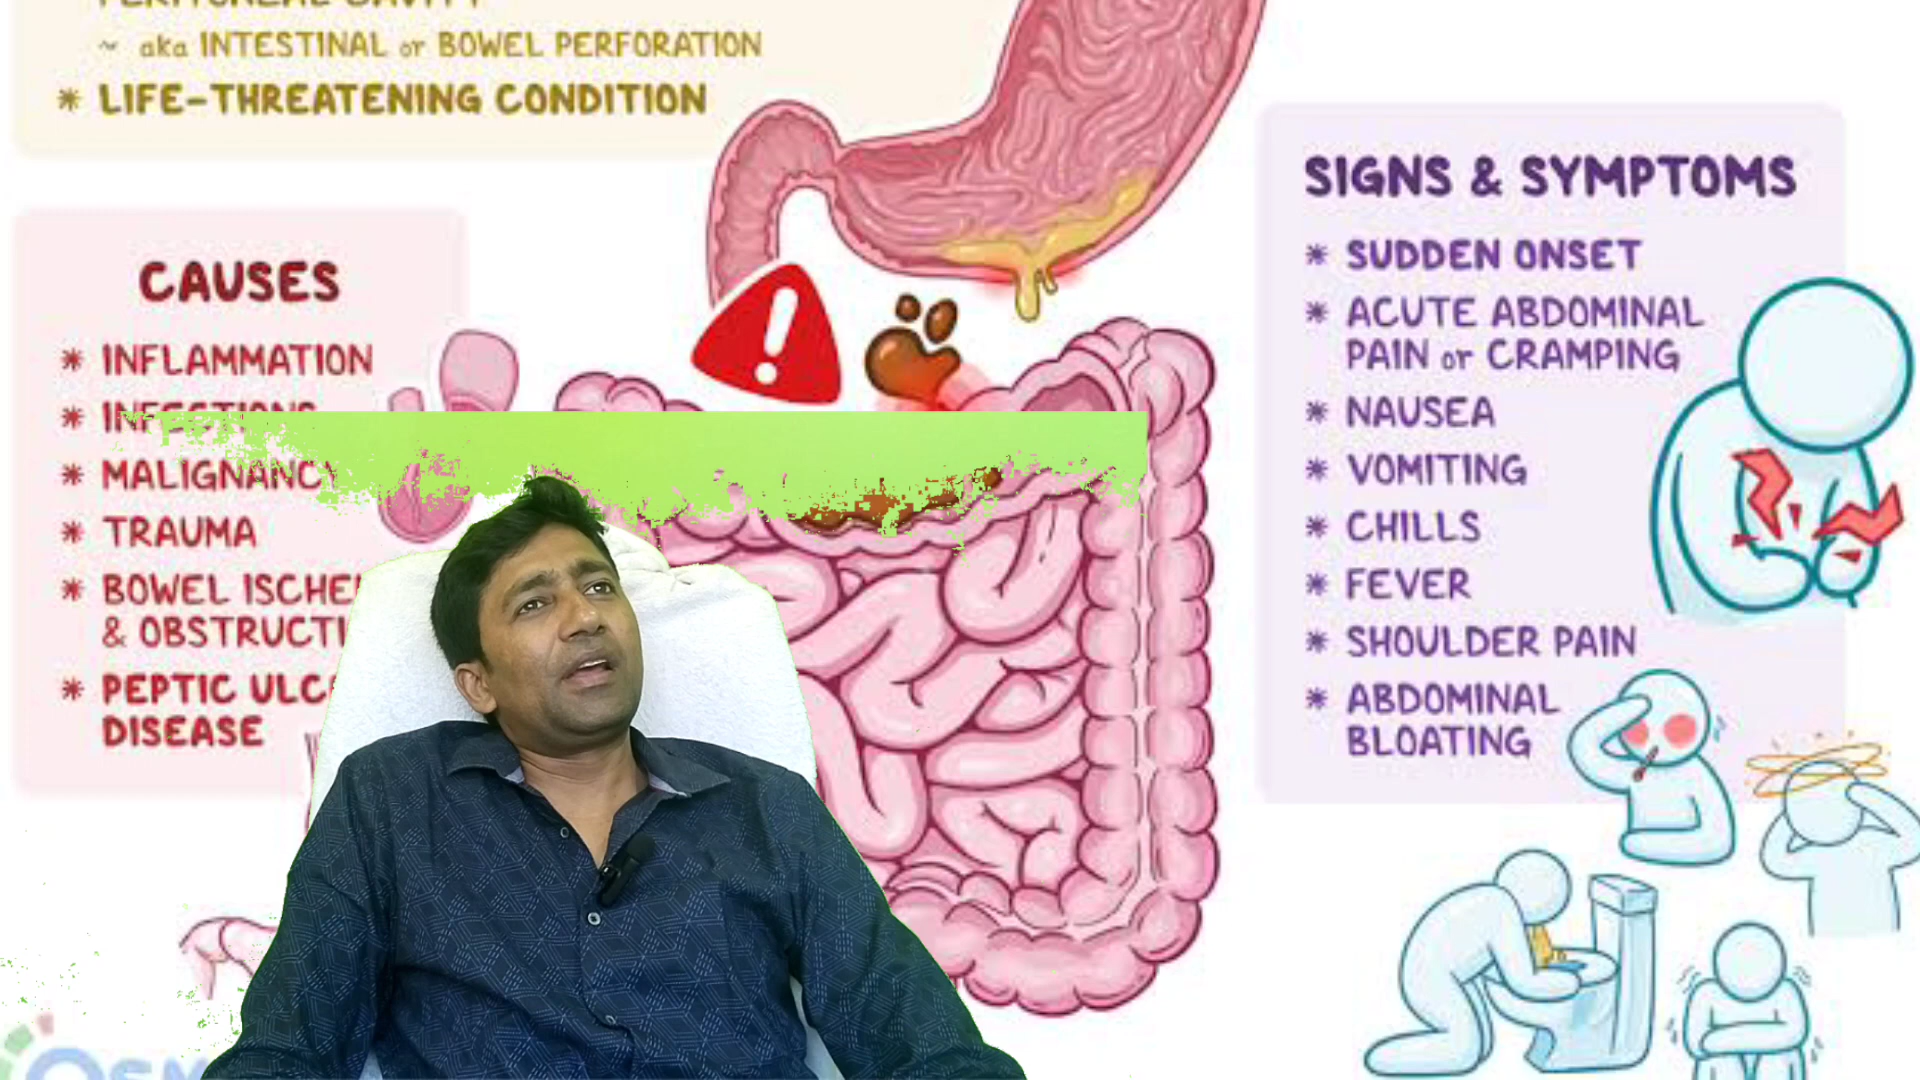 ~ aka INTESTINAL or BOWEL PERFORATION
* LIFE-THREATENING CONDITION
CAUSES
* INFLAMMATION
* INFECTIONS
* MALIGNANCY
* TRAUMA
* BOWEL ISCHE
& OBSTRUCTI
* PEPTIC ULC
DISEASE
SIGNS & SYMPTOMS
* SUDDEN ONSET
* ACUTE ABDOMINAL
PAIN or CRAMPING
* NAUSEA
* VOMITING
* CHILLS
* FEVER
* SHOULDER PAIN
* ABDOMINAL
BLOATING